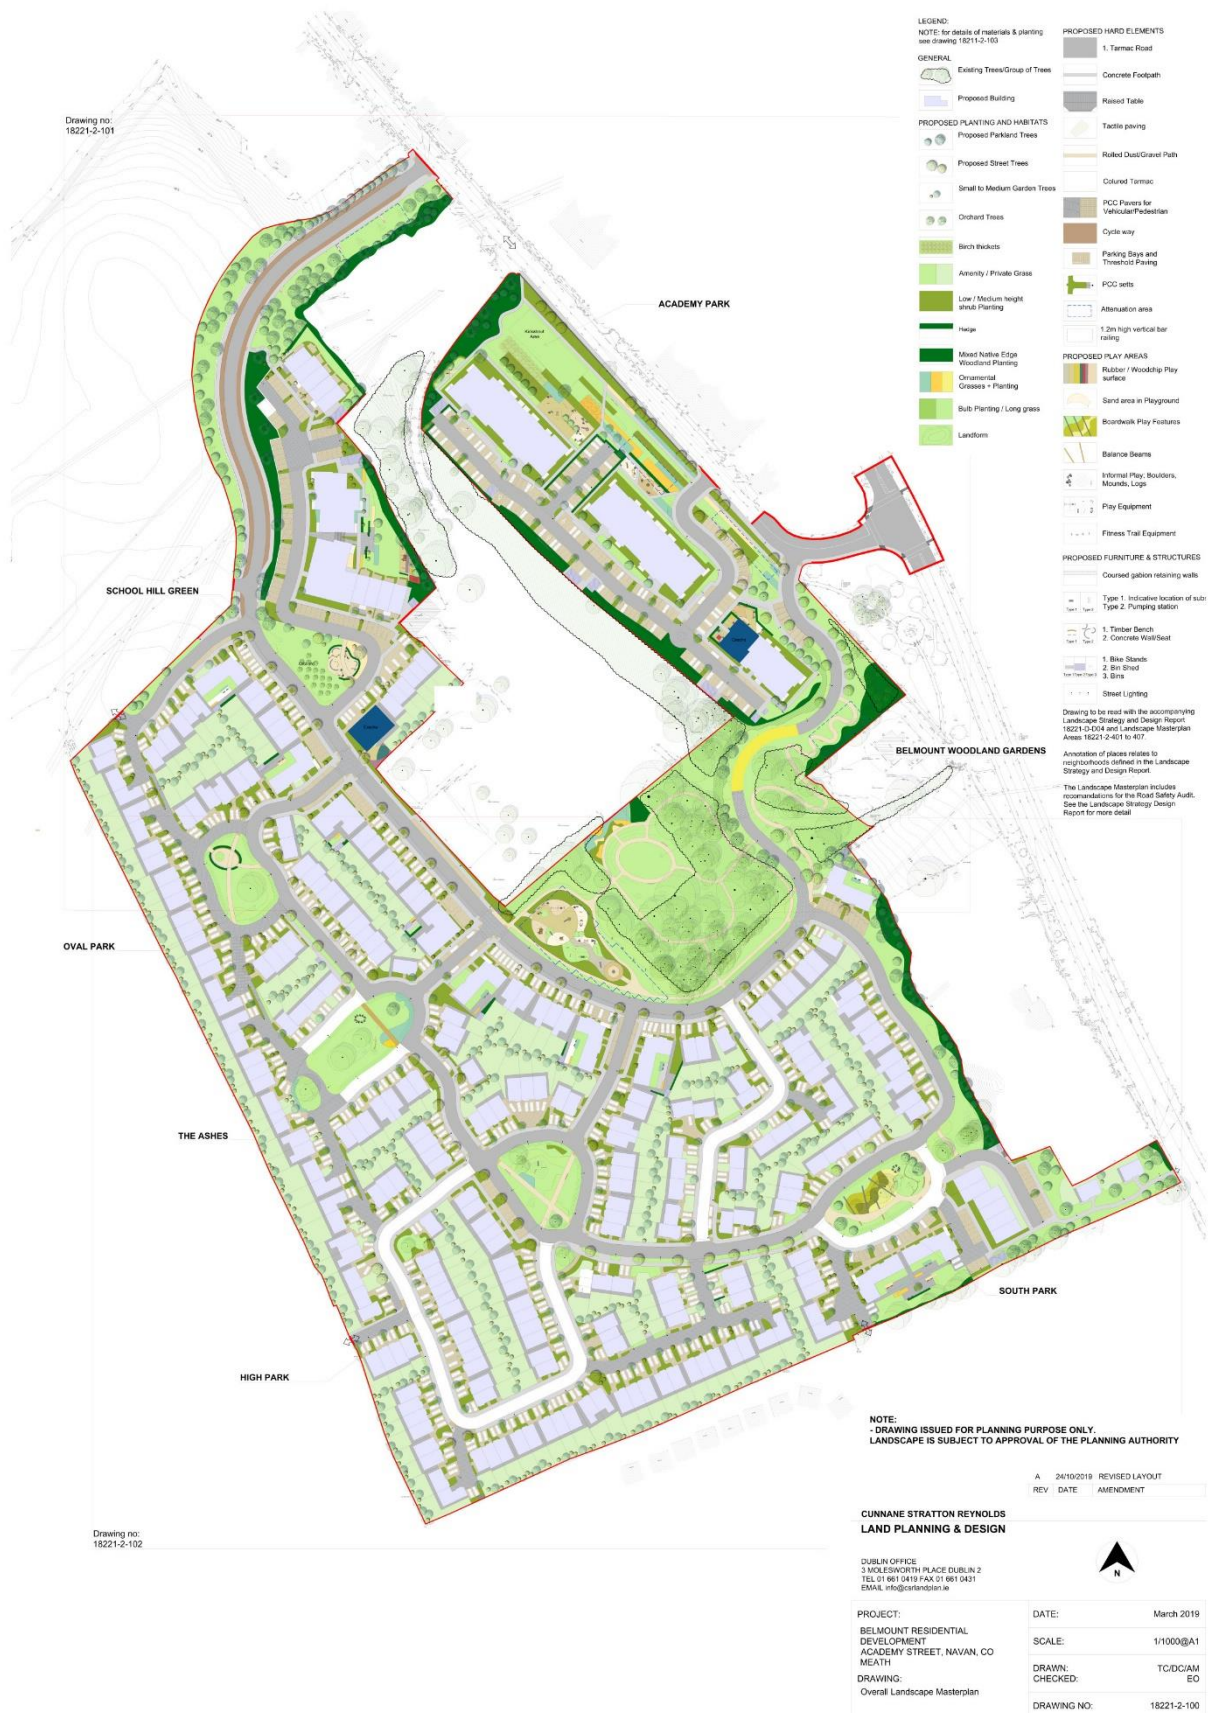 LEGEND:
NOTE: for details of materials & planting
see drawing 18211-2-103
GENERAL
Existing Trees/Group of Trees
Proposed Building
PROPOSED PLANTING AND HABITATS
Proposed Parkland Trees
Proposed Street Trees
Small to Medium Garden Trees
Orchard Trees
Birch thickets
Amenity / Private Grass
Low / Medium height
shrub Planting
Hedge
Mixed Native Edge
Woodland Planting
Ornamental
Grasses + Planting
Bulb Planting / Long grass
Landform
PROPOSED HARD ELEMENTS
1. Tarmac Road
Concrete Footpath
Raised Table
Tactile paving
Rolled Dust/Gravel Path
Colured Tarmac
PCC Pavers for
Vehicular/Pedestrian
Cycle way
Parking Bays and
Threshold Paving
PCC setts
Attenuation area
1.2m high vertical bar
railing
PROPOSED PLAY AREAS
Rubber / Woodchip Play
surface
Sand area in Playground
Boardwalk Play Features
Balance Beams
Informal Play; Boulders,
Mounds, Logs
Play Equipment
Fitness Trail Equipment
PROPOSED FURNITURE & STRUCTURES
Coursed gabion retaining walls
Type 1. Indicative location of subs
Type 2. Pumping station
1. Timber Bench
2. Concrete Wall/Seat
1. Bike Stands
2. Bin Shed
3. Bins
Street Lighting
Drawing to be read with the accompanying
Landscape Strategy and Design Report
18221-D-D04 and Landscape Masterplan
Areas 18221-2-401 to 407.
Annotation of places relates to
neighborhoods defined in the Landscape
Strategy and Design Report.
The Landscape Masterplan includes
recomandations for the Road Safety Audit.
See the Landscape Strategy Design
Report for more detail
Drawing no:
18221-2-101
ACADEMY PARK
SCHOOL HILL GREEN
BELMOUNT WOODLAND GARDENS
OVAL PARK
THE ASHES
SOUTH PARK
HIGH PARK
Drawing no:
18221-2-102
NOTE:
- DRAWING ISSUED FOR PLANNING PURPOSE ONLY.
LANDSCAPE IS SUBJECT TO APPROVAL OF THE PLANNING AUTHORITY
A 24/10/2019 REVISED LAYOUT
REV DATE AMENDMENT
CUNNANE STRATTON REYNOLDS
LAND PLANNING & DESIGN
DUBLIN OFFICE
3 MOLESWORTH PLACE DUBLIN 2
TEL 01 661 0419 FAX 01 661 0431
EMAIL info@csrlandplan.ie
N
PROJECT:
BELMOUNT RESIDENTIAL
DEVELOPMENT
ACADEMY STREET, NAVAN, CO
MEATH
DRAWING:
Overall Landscape Masterplan
DATE: March 2019
SCALE: 1/1000@A1
DRAWN: TC/DC/AM
CHECKED: EO
DRAWING NO: 18221-2-100